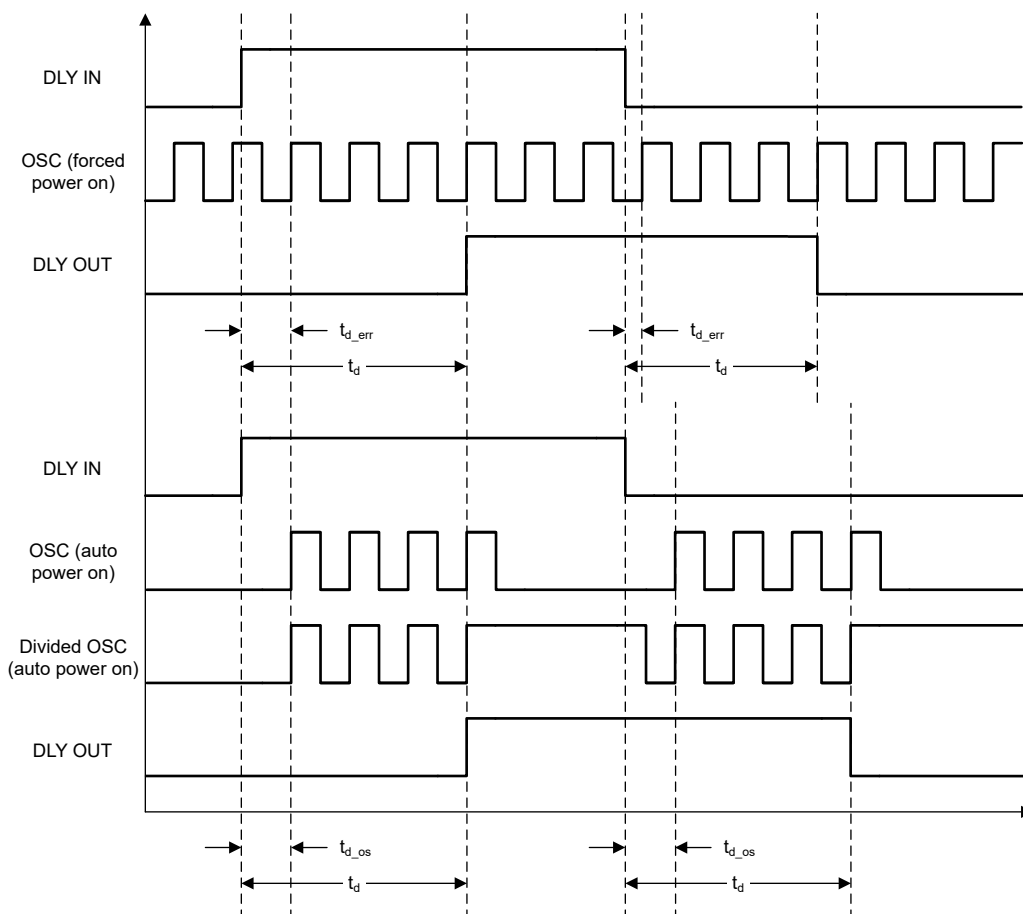 DLY IN
OSC (forced
power on)
DLY OUT
t_d_err
t_d_err
t_d
t_d
DLY IN
OSC (auto
power on)
Divided OSC
(auto power on)
DLY OUT
t_d_os
t_d_os
t_d
t_d